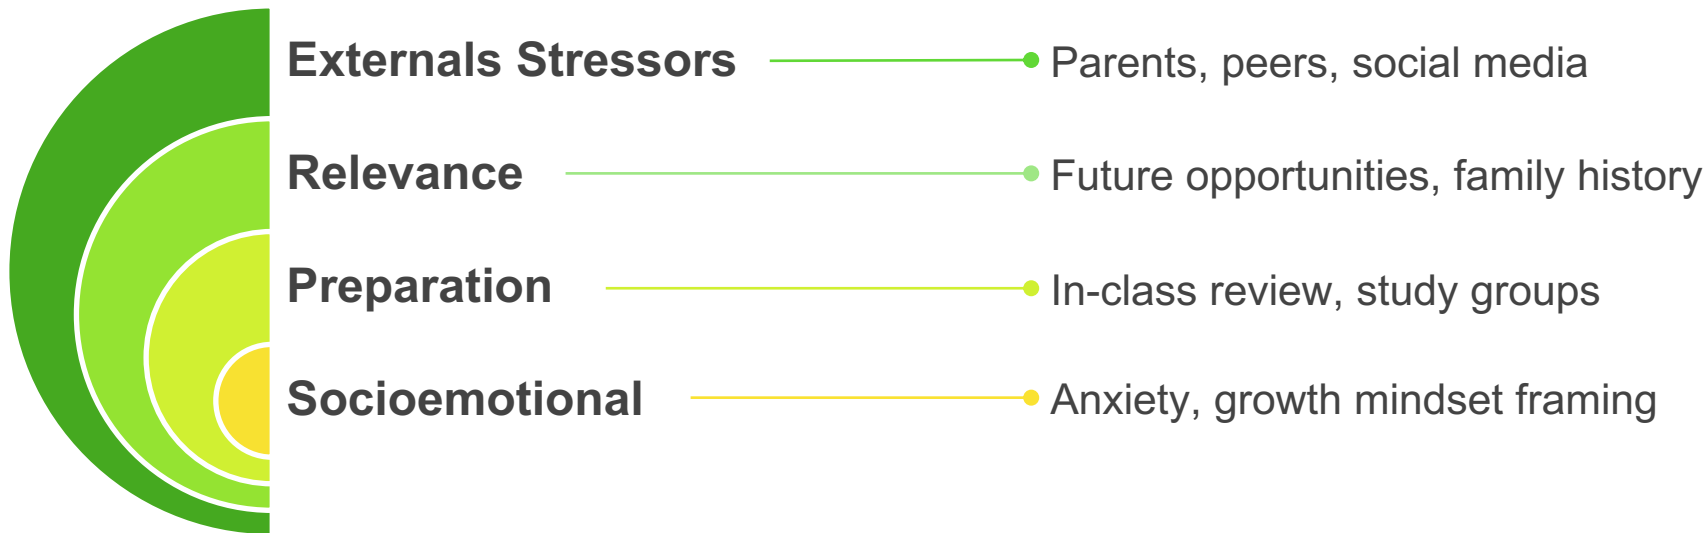 Externals Stressors
Parents, peers, social media
Relevance
Future opportunities, family history
Preparation
In-class review, study groups
Socioemotional
Anxiety, growth mindset framing